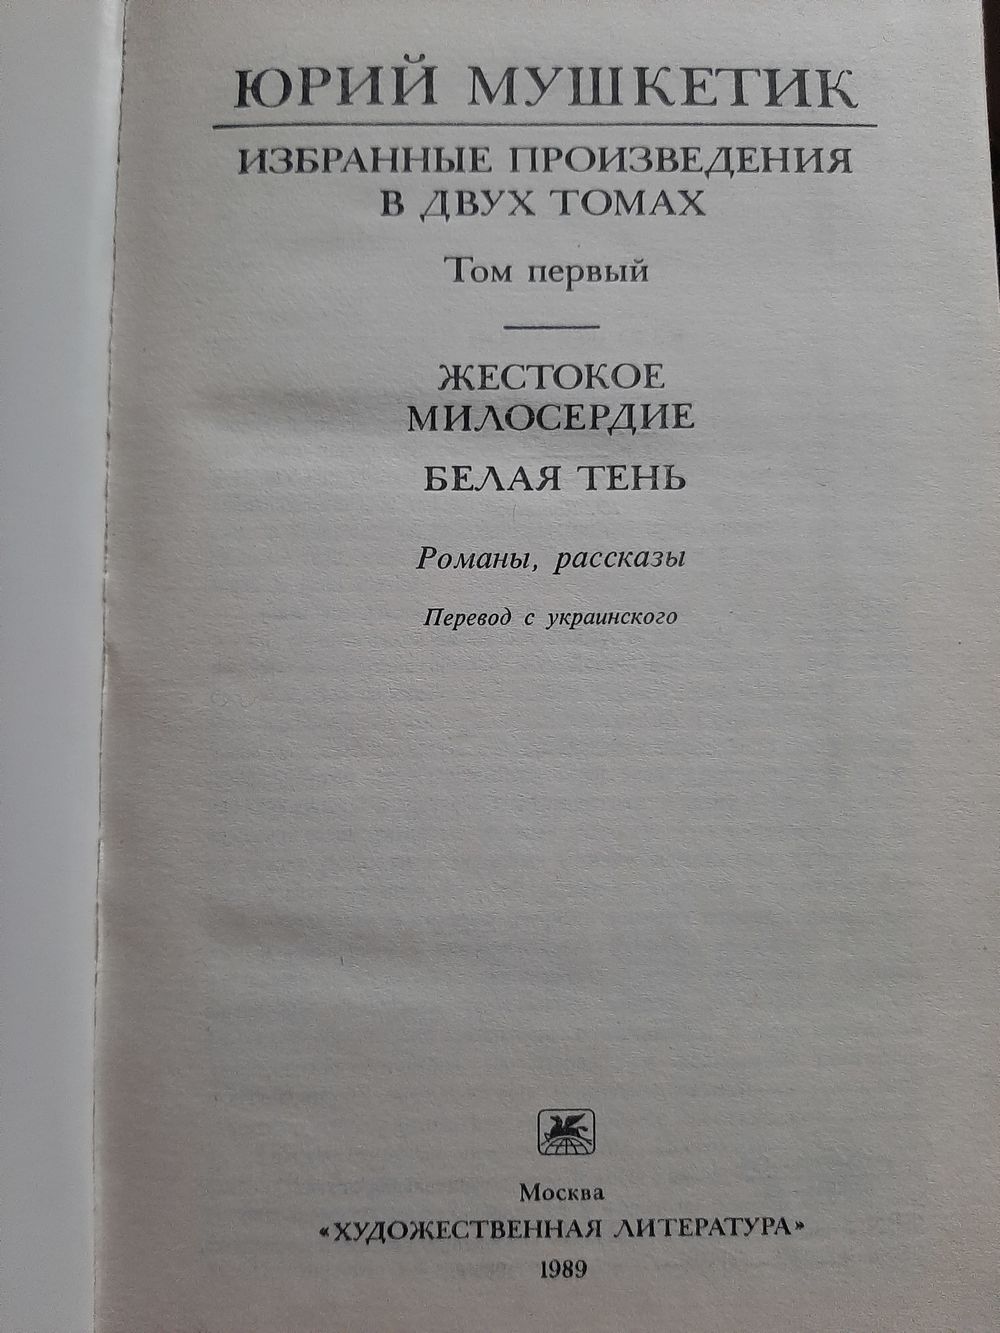 ЮРИЙ МУШКЕТИК
ИЗБРАННЫЕ ПРОИЗВЕДЕНИЯ
В ДВУХ ТОМАХ
Том первый
ЖЕСТОКОЕ
МИЛОСЕРДИЕ
БЕЛАЯ ТЕНЬ
Романы, рассказы
Перевод с украинского
Москва
«ХУДОЖЕСТВЕННАЯ ЛИТЕРАТУРА»
1989